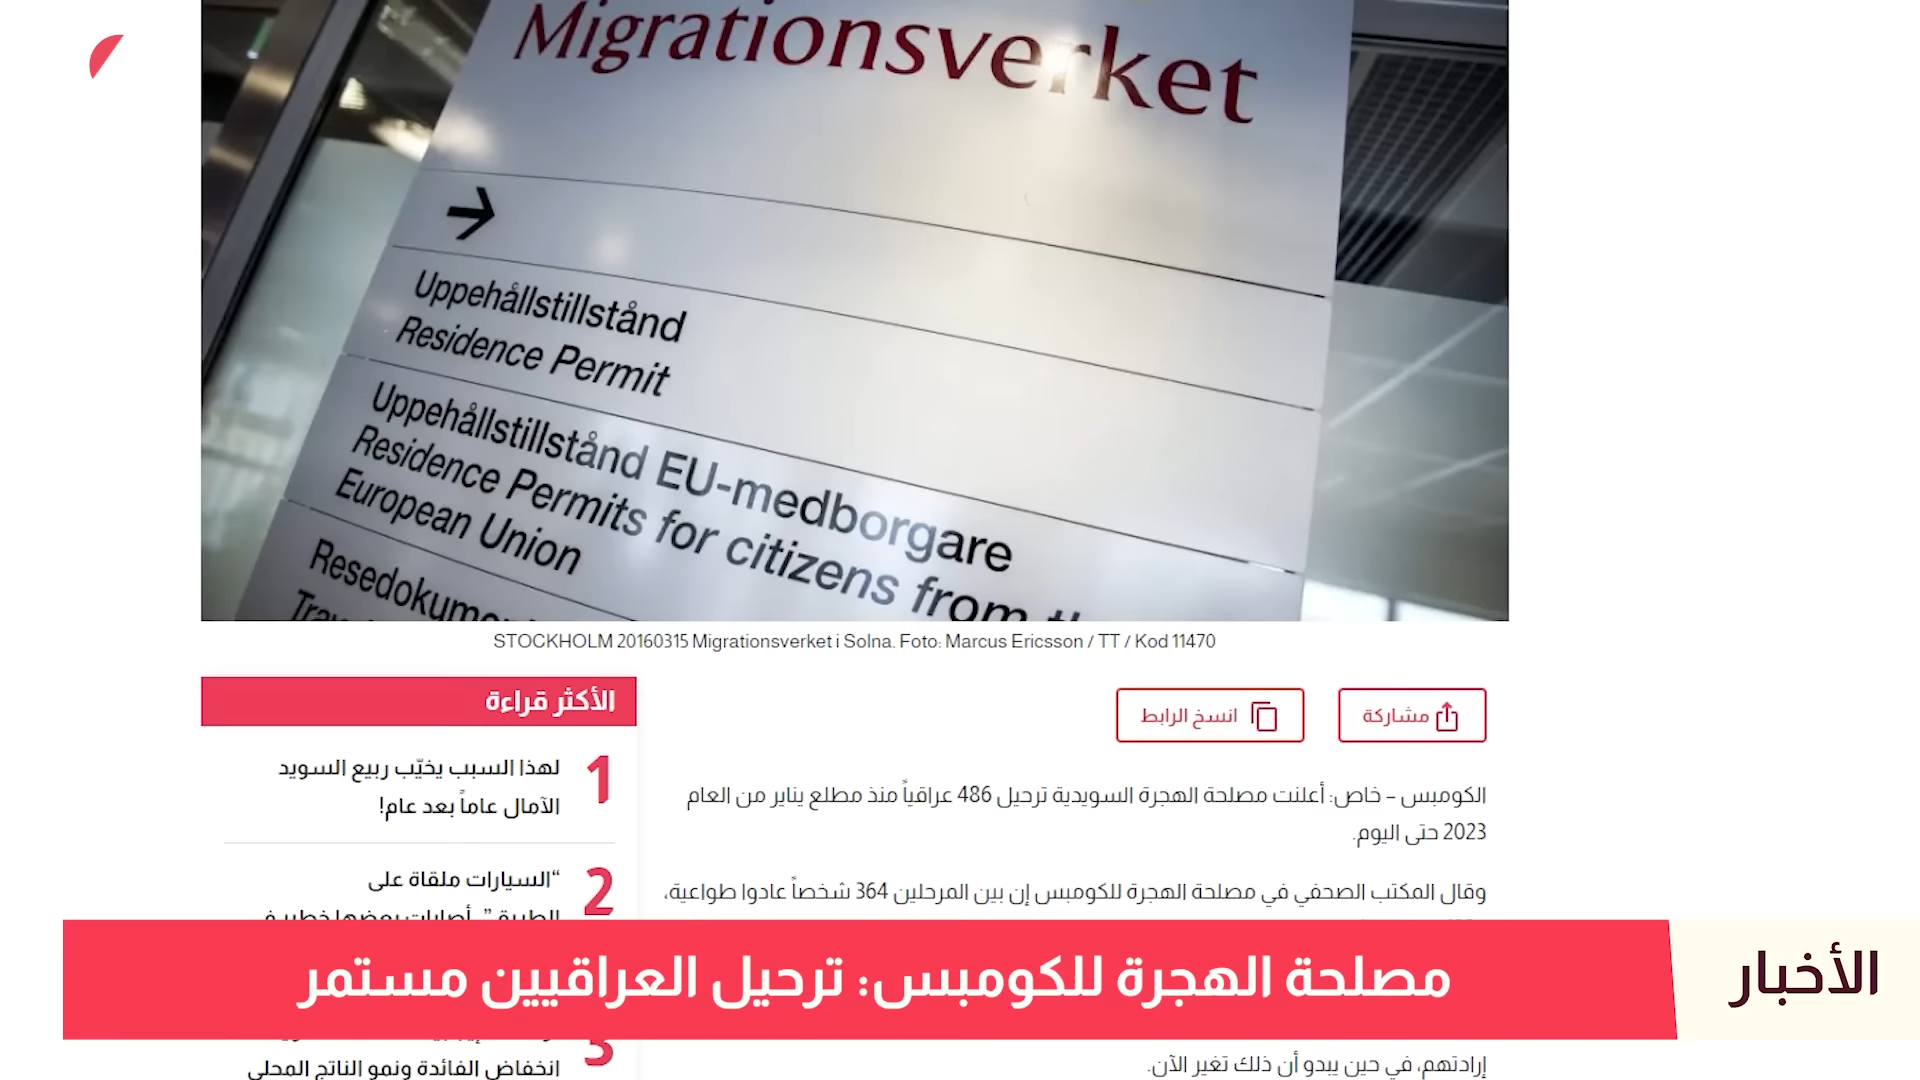 Migrationsverket
Uppehållstillstånd
Residence Permit
Uppehållstillstånd EU-medborgare
Residence Permits for citizens from
European Union
STOCKHOLM 20160315 Migrationsverket i Solna. Foto: Marcus Ericsson / TT / Kod 11470
مشاركة
انسخ الرابط
الكومبس – خاص: أعلنت مصلحة الهجرة السويدية ترحيل 486 عراقياً منذ مطلع يناير من العام
2023 حتى اليوم.
وقال المكتب الصحفي في مصلحة الهجرة للكومبس إن بين المرحلين 364 شخصاً عادوا طواعية،
إرادتهم، في حين يبدو أن ذلك تغير الآن.
الأكثر قراءة
1
لهذا السبب يخيّب ربيع السويد
الآمال عاماً بعد عام!
2
“السيارات ملقاة على
3
انخفاض الفائدة ونمو الناتج المحلي
الأخبار
مصلحة الهجرة للكومبس: ترحيل العراقيين مستمر